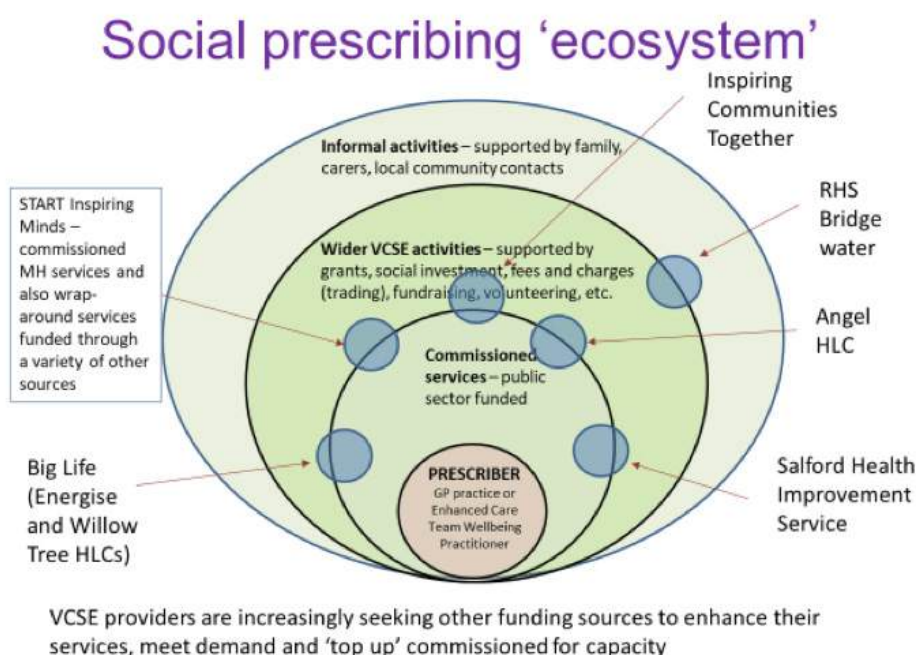 Social prescribing ‘ecosystem’
Inspiring
Communities
Together
Informal activities – supported by family,
carers, local community contacts
RHS
Bridge
water
START Inspiring
Minds –
commissioned
MH services and
also wrap-
around services
funded through
a variety of other
sources
Wider VCSE activities – supported by
grants, social investment, fees and charges
(trading), fundraising, volunteering, etc.
Angel
HLC
Commissioned
services – public
sector funded
Big Life
(Energise
and Willow
Tree HLCs)
PRESCRIBER
GP practice or
Enhanced Care
Team Wellbeing
Practitioner
Salford Health
Improvement
Service
VCSE providers are increasingly seeking other funding sources to enhance their
services, meet demand and ‘top up’ commissioned for capacity